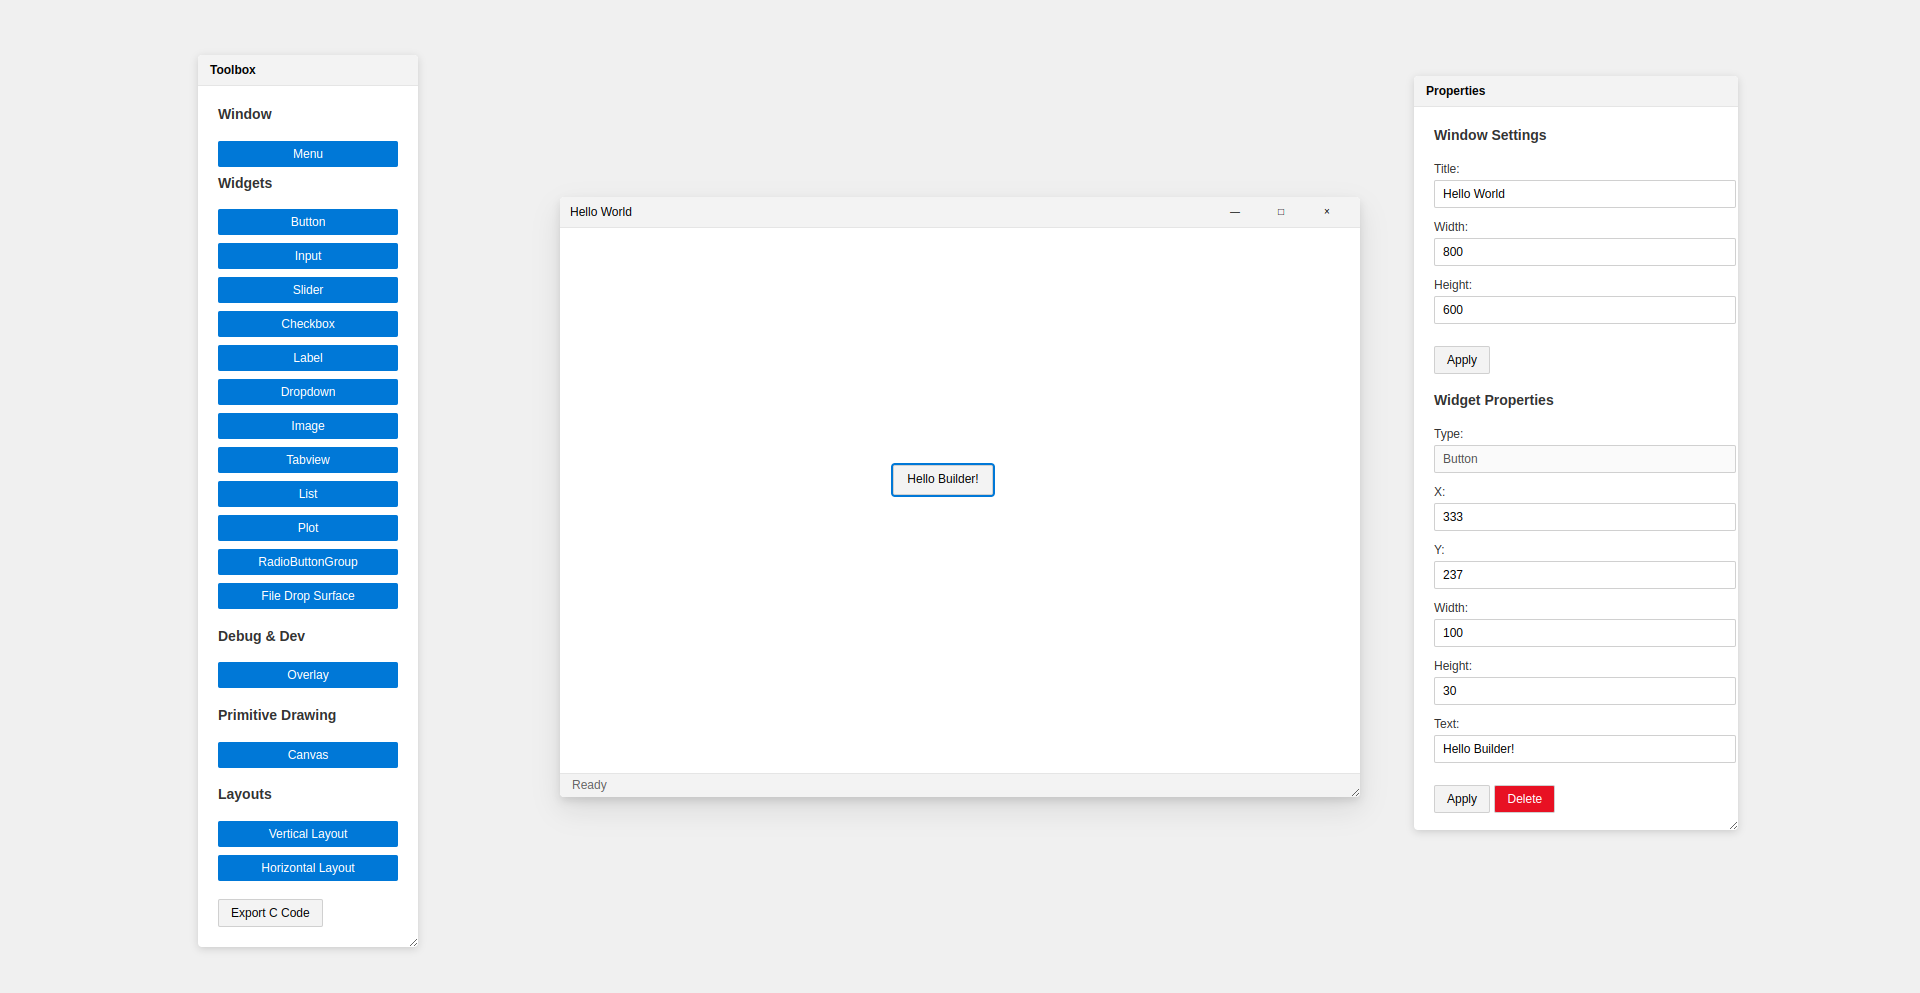 Toolbox
Window
Menu
Widgets
Button
Input
Slider
Checkbox
Label
Dropdown
Image
Tabview
List
Plot
RadioButtonGroup
File Drop Surface
Debug & Dev
Overlay
Primitive Drawing
Canvas
Layouts
Vertical Layout
Horizontal Layout
Export C Code
Hello World
Hello Builder!
Ready
Properties
Window Settings
Title:
Hello World
Width:
800
Height:
600
Apply
Widget Properties
Type:
Button
X:
333
Y:
237
Width:
100
Height:
30
Text:
Hello Builder!
Apply Delete